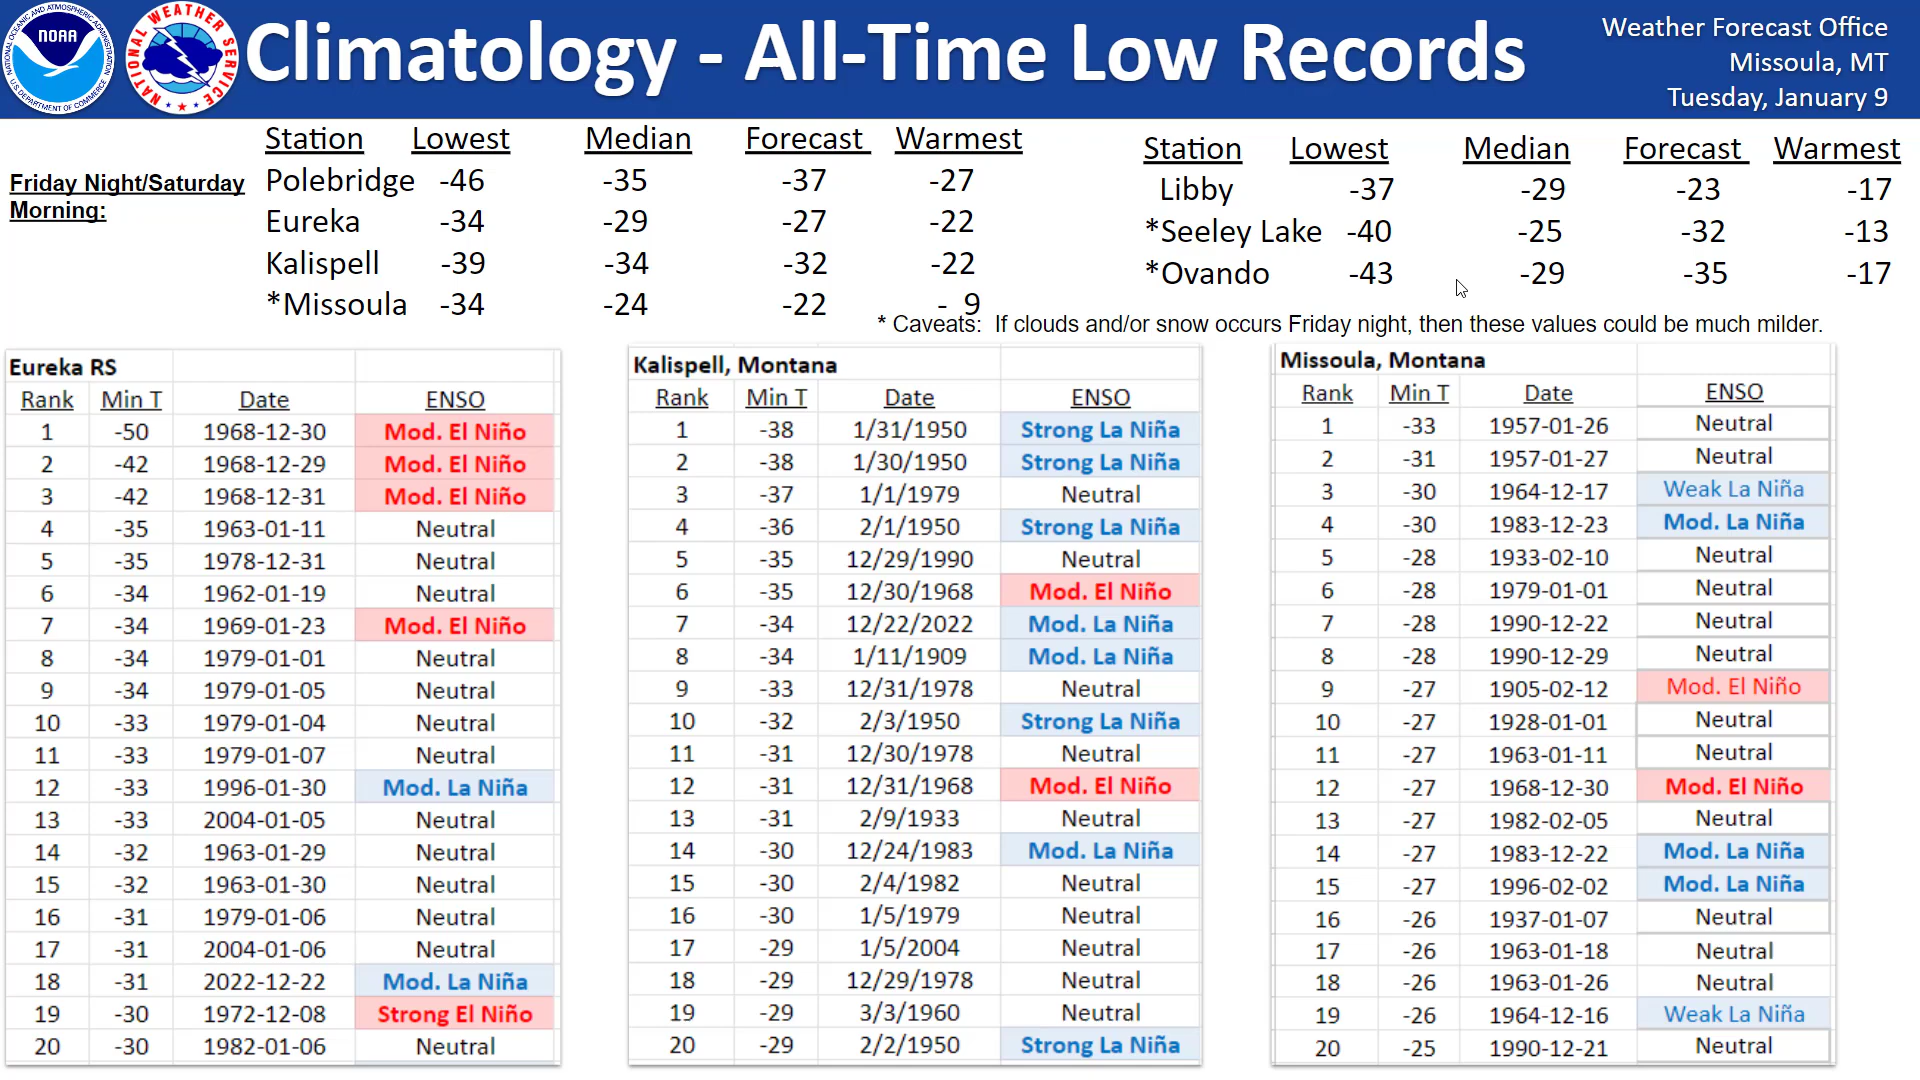 NOAA
NATIONAL OCEANIC AND ATMOSPHERIC ADMINISTRATION
U.S. DEPARTMENT OF COMMERCE
NATIONAL WEATHER SERVICE
Climatology - All-Time Low Records
Weather Forecast Office
Missoula, MT
Tuesday, January 9
Friday Night/Saturday
Morning:
Station Lowest Median Forecast Warmest
Polebridge -46 -35 -37 -27
Eureka -34 -29 -27 -22
Kalispell -39 -34 -32 -22
*Missoula -34 -24 -22 - 9
Station Lowest Median Forecast Warmest
Libby -37 -29 -23 -17
*Seeley Lake -40 -25 -32 -13
*Ovando -43 -29 -35 -17
* Caveats: If clouds and/or snow occurs Friday night, then these values could be much milder.
Eureka RS
Rank Min T Date ENSO
1 -50 1968-12-30 Mod. El Niño
2 -42 1968-12-29 Mod. El Niño
3 -42 1968-12-31 Mod. El Niño
4 -35 1963-01-11 Neutral
5 -35 1978-12-31 Neutral
6 -34 1962-01-19 Neutral
7 -34 1969-01-23 Mod. El Niño
8 -34 1979-01-01 Neutral
9 -34 1979-01-05 Neutral
10 -33 1979-01-04 Neutral
11 -33 1979-01-07 Neutral
12 -33 1996-01-30 Mod. La Niña
13 -33 2004-01-05 Neutral
14 -32 1963-01-29 Neutral
15 -32 1963-01-30 Neutral
16 -31 1979-01-06 Neutral
17 -31 2004-01-06 Neutral
18 -31 2022-12-22 Mod. La Niña
19 -30 1972-12-08 Strong El Niño
20 -30 1982-01-06 Neutral
Kalispell, Montana
Rank Min T Date ENSO
1 -38 1/31/1950 Strong La Niña
2 -38 1/30/1950 Strong La Niña
3 -37 1/1/1979 Neutral
4 -36 2/1/1950 Strong La Niña
5 -35 12/29/1990 Neutral
6 -35 12/30/1968 Mod. El Niño
7 -34 12/22/2022 Mod. La Niña
8 -34 1/11/1909 Mod. La Niña
9 -33 12/31/1978 Neutral
10 -32 2/3/1950 Strong La Niña
11 -31 12/30/1978 Neutral
12 -31 12/31/1968 Mod. El Niño
13 -31 2/9/1933 Neutral
14 -30 12/24/1983 Mod. La Niña
15 -30 2/4/1982 Neutral
16 -30 1/5/1979 Neutral
17 -29 1/5/2004 Neutral
18 -29 12/29/1978 Neutral
19 -29 3/3/1960 Neutral
20 -29 2/2/1950 Strong La Niña
Missoula, Montana
Rank Min T Date ENSO
1 -33 1957-01-26 Neutral
2 -31 1957-01-27 Neutral
3 -30 1964-12-17 Weak La Niña
4 -30 1983-12-23 Mod. La Niña
5 -28 1933-02-10 Neutral
6 -28 1979-01-01 Neutral
7 -28 1990-12-22 Neutral
8 -28 1990-12-29 Neutral
9 -27 1905-02-12 Mod. El Niño
10 -27 1928-01-01 Neutral
11 -27 1963-01-11 Neutral
12 -27 1968-12-30 Mod. El Niño
13 -27 1982-02-05 Neutral
14 -27 1983-12-22 Mod. La Niña
15 -27 1996-02-02 Mod. La Niña
16 -26 1937-01-07 Neutral
17 -26 1963-01-18 Neutral
18 -26 1963-01-26 Neutral
19 -26 1964-12-16 Weak La Niña
20 -25 1990-12-21 Neutral